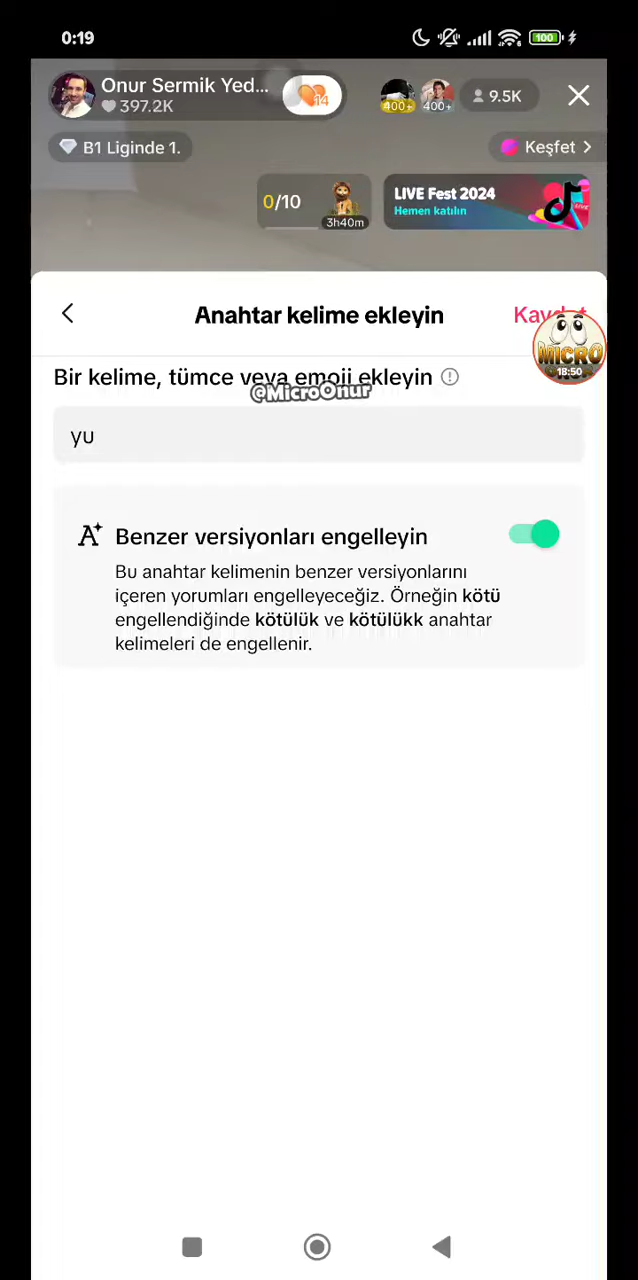 0:19
100
Onur Sermik Yed...
397.2K
14
400+
400+
9.5K
B1 Liginde 1.
Keşfet
0/10
3h40m
LIVE Fest 2024
Hemen katılın
LIVE
Anahtar kelime ekleyin
Kaydet
MICRO
18:50
Bir kelime, tümce veya emoji ekleyin
@MicroOnur
yu
Benzer versiyonları engelleyin
Bu anahtar kelimenin benzer versiyonlarını
içeren yorumları engelleyeceğiz. Örneğin kötü
engellendiğinde kötülük ve kötülükk anahtar
kelimeleri de engellenir.